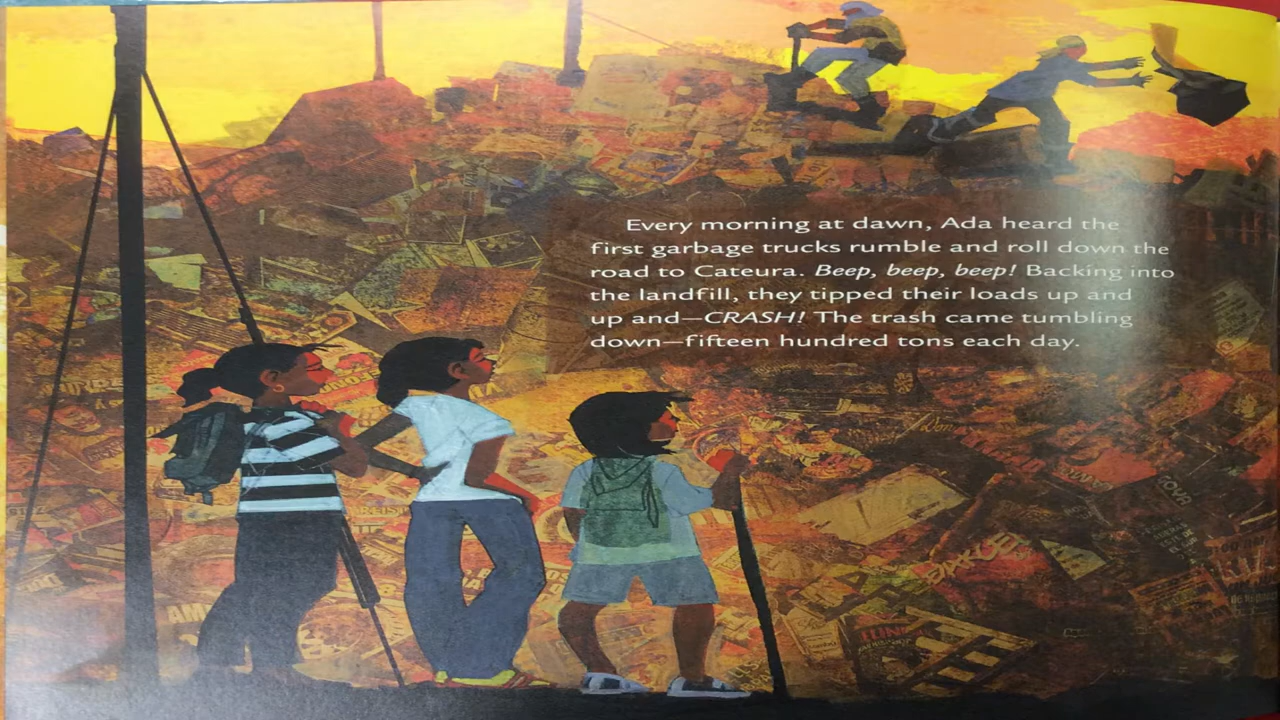 Every morning at dawn, Ada heard the
first garbage trucks rumble and roll down the
road to Cateura. Beep, beep, beep! Backing into
the landfill, they tipped their loads up and
up and—CRASH! The trash came tumbling
down—fifteen hundred tons each day.